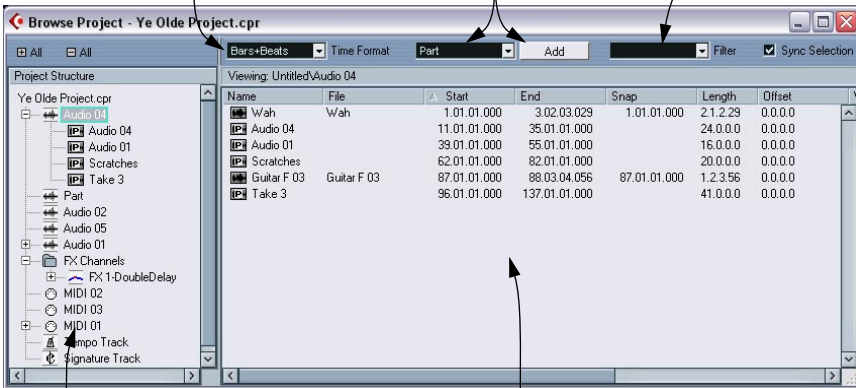 Browse Project - Ye Olde Project.cpr
All All Bars+Beats Time Format Part Add Filter Sync Selection
Project Structure
Viewing: Untitled\Audio 04
Ye Olde Project.cpr
Audio 04
Audio 04
Audio 01
Scratches
Take 3
Part
Audio 02
Audio 05
Audio 01
FX Channels
FX 1-DoubleDelay
MIDI 02
MIDI 03
MIDI 01
Tempo Track
Signature Track
Name File Start End Snap Length Offset
Wah Wah 1.01.01.000 3.02.03.029 1.01.01.000 2.1.2.29 0.0.0.0
Audio 04 11.01.01.000 35.01.01.000 24.0.0.0 0.0.0.0
Audio 01 39.01.01.000 55.01.01.000 16.0.0.0 0.0.0.0
Scratches 62.01.01.000 82.01.01.000 20.0.0.0 0.0.0.0
Guitar F 03 Guitar F 03 87.01.01.000 88.03.04.056 87.01.01.000 1.2.3.56 0.0.0.0
Take 3 96.01.01.000 137.01.01.000 41.0.0.0 0.0.0.0